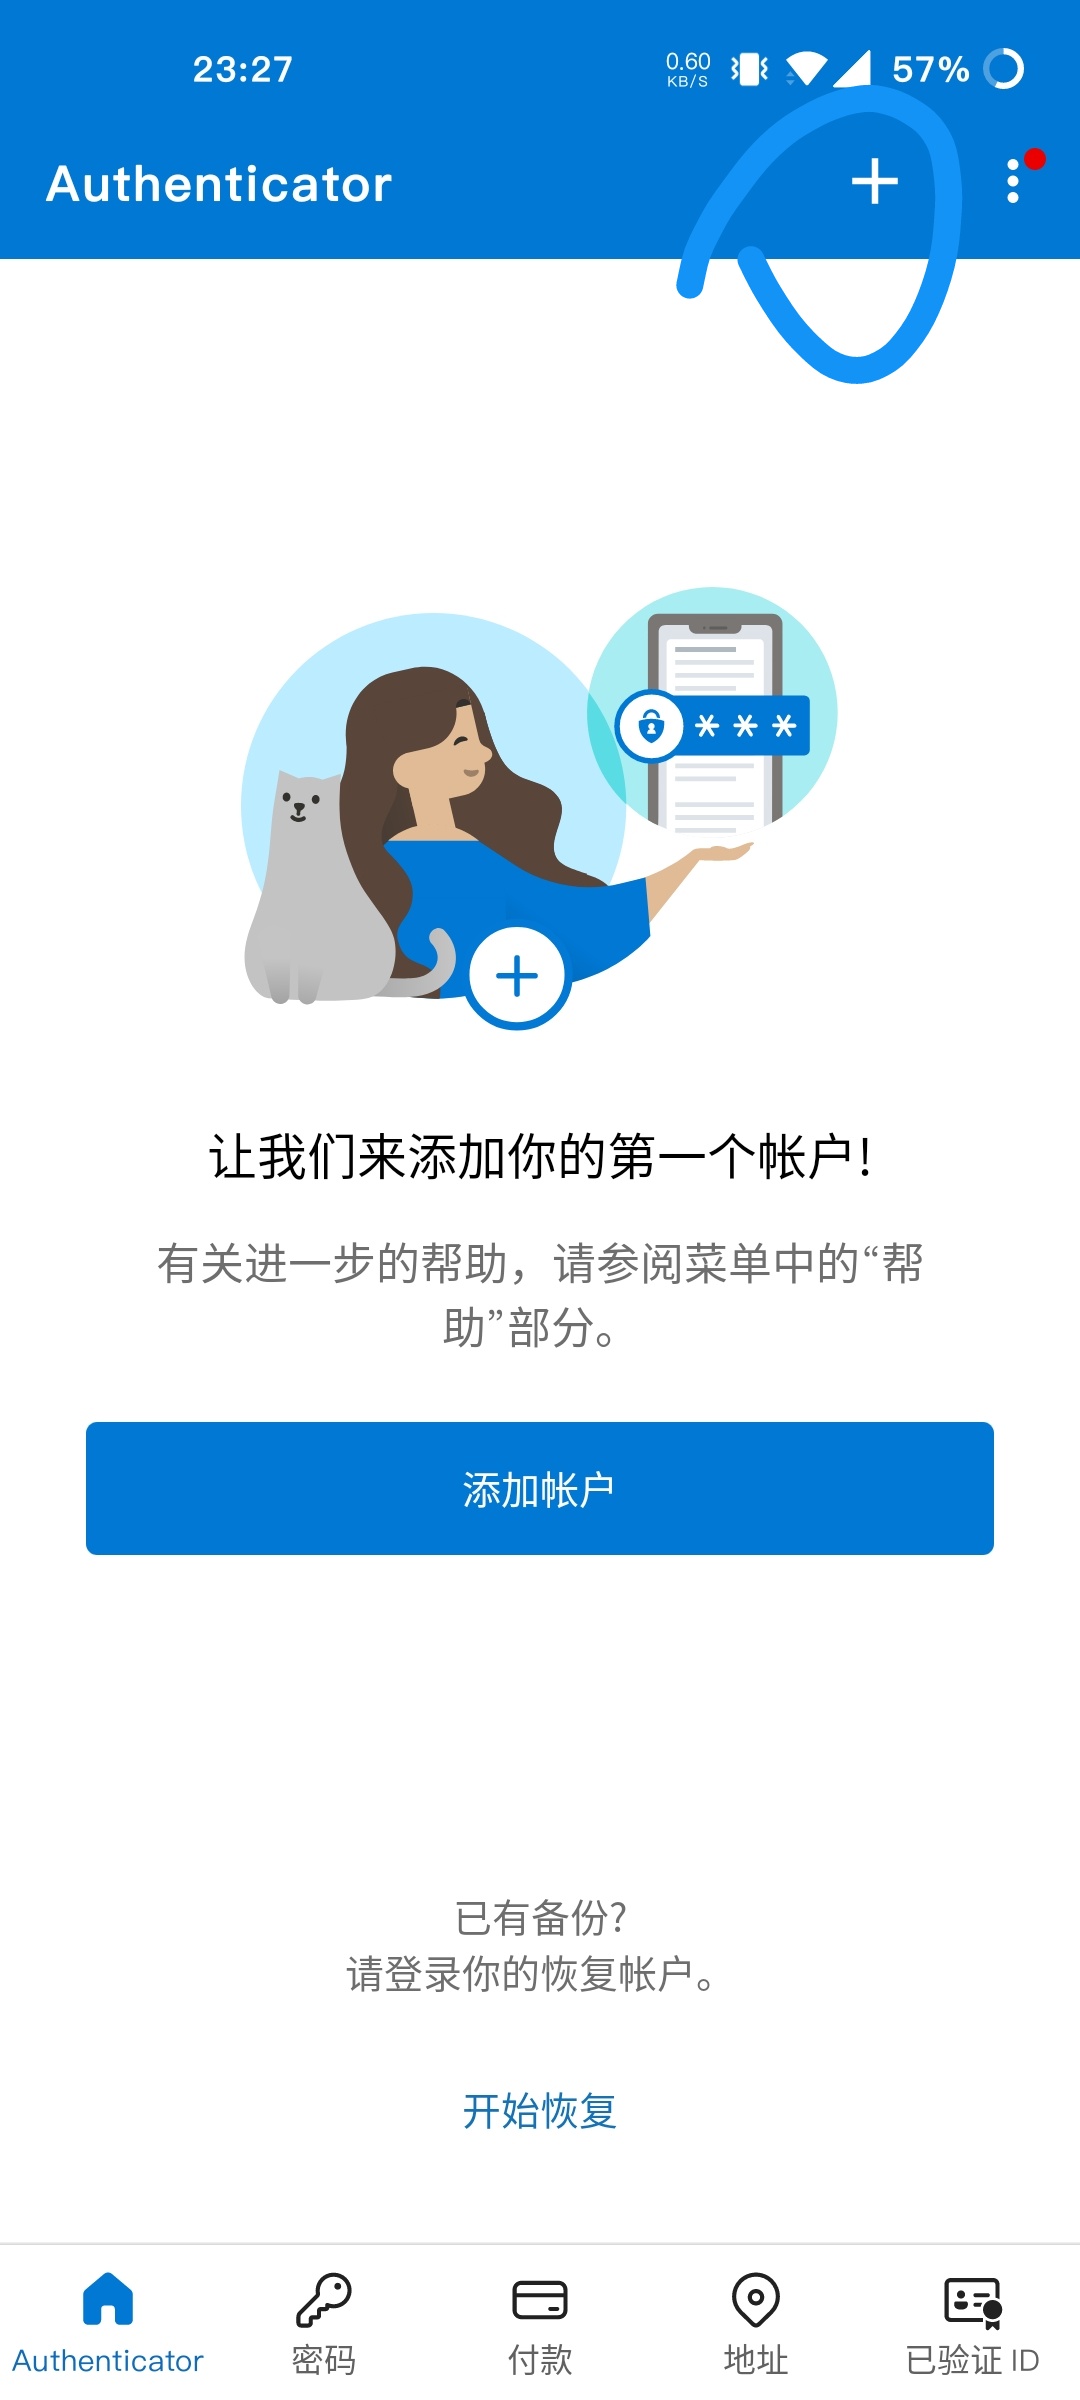 23:27
0.60
KB/S
57%
Authenticator
***
让我们来添加你的第一个帐户!
有关进一步的帮助，请参阅菜单中的“帮
助”部分。
添加帐户
已有备份?
请登录你的恢复帐户。
开始恢复
Authenticator
密码
付款
地址
已验证 ID